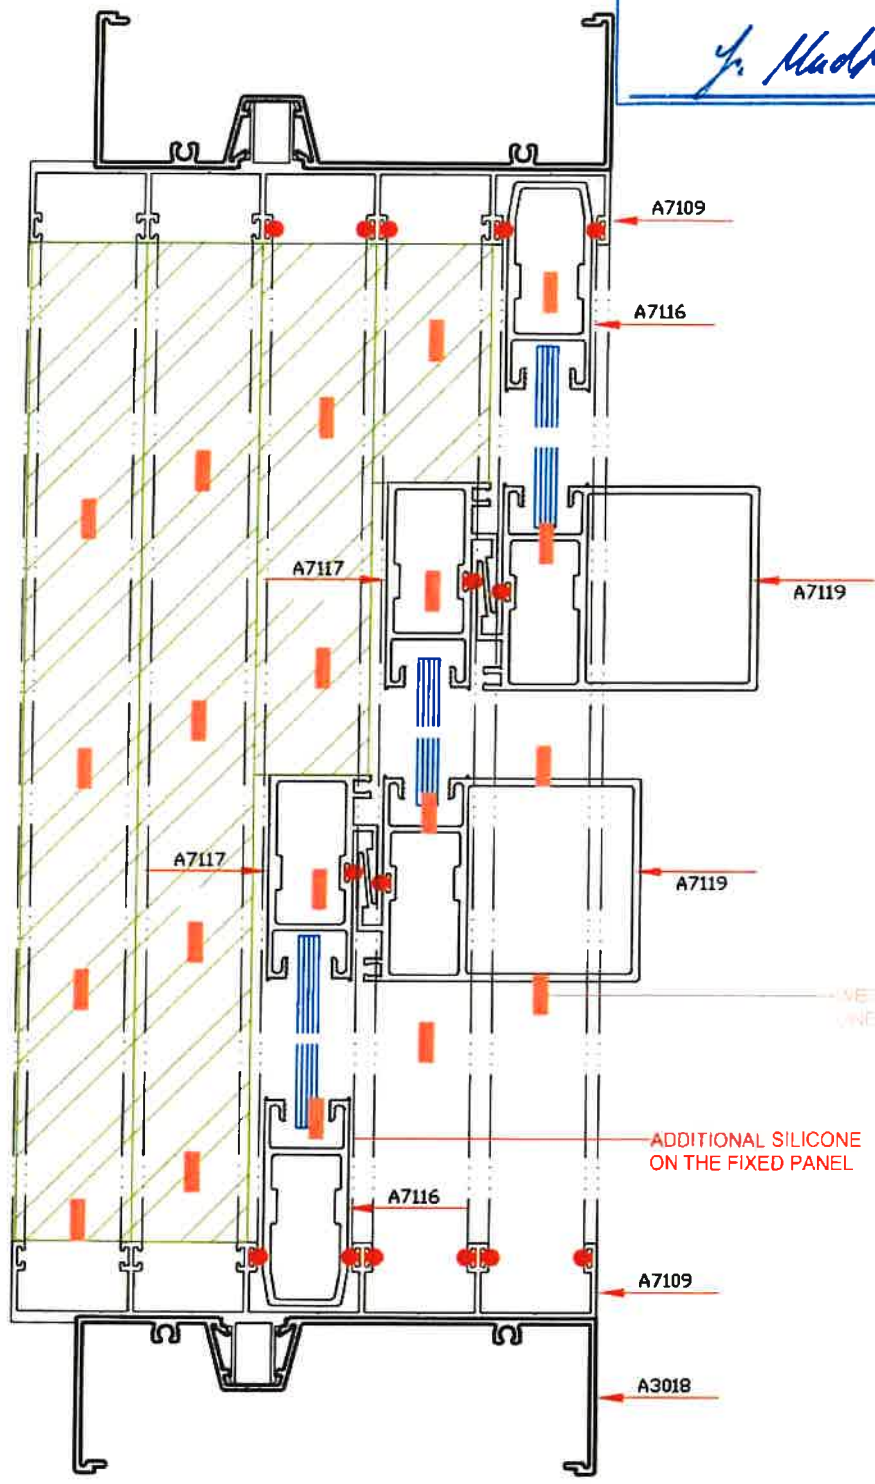 A7109
A7116
A7117
A7119
A7117
A7119
ADDITIONAL SILICONE
ON THE FIXED PANEL
A7116
A7109
A3018